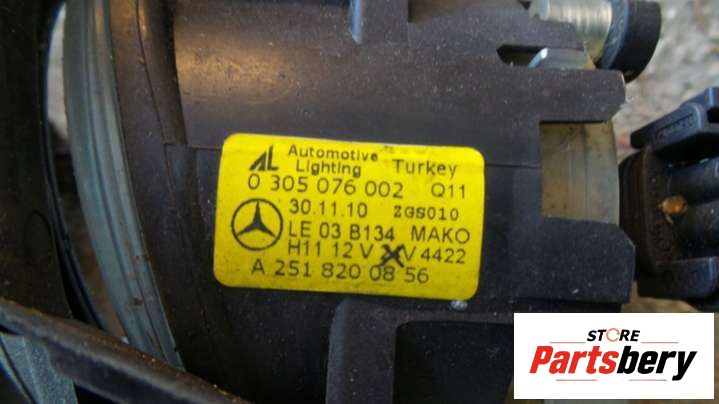 AL Automotive Lighting Turkey
0 305 076 002 Q11
30.11.10 ZGS010
LE 03 B134 MAKO
H11 12 V V 4422
A 251 820 08 56
STORE
Partsbery